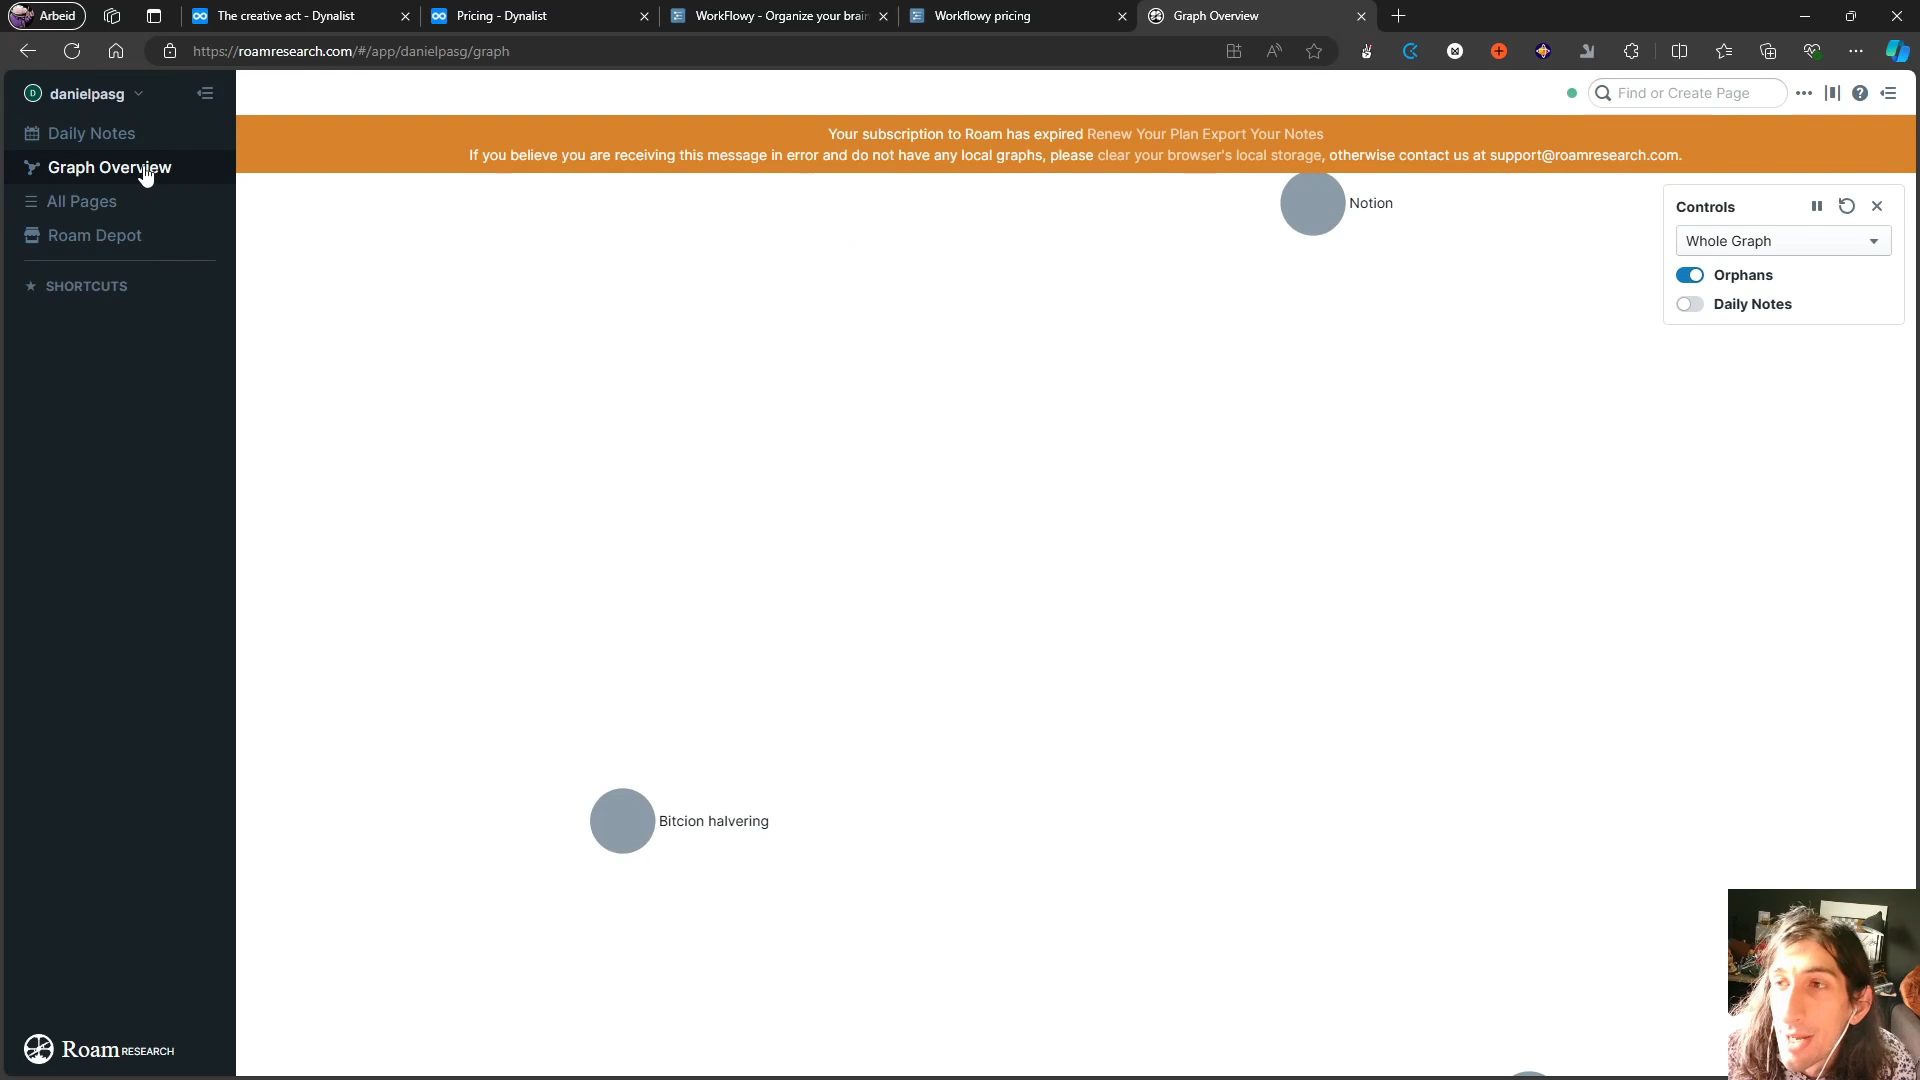 Arbeid
The creative act - Dynalist
Pricing - Dynalist
WorkFlowy - Organize your brain
Workflowy pricing
Graph Overview
https://roamresearch.com/#/app/danielpasg/graph
D danielpasg
Find or Create Page
Daily Notes
Graph Overview
All Pages
Roam Depot
SHORTCUTS
Your subscription to Roam has expired Renew Your Plan Export Your Notes
If you believe you are receiving this message in error and do not have any local graphs, please clear your browser's local storage, otherwise contact us at support@roamresearch.com.
Notion
Controls
Whole Graph
Orphans
Daily Notes
Bitcion halvering
Roam RESEARCH